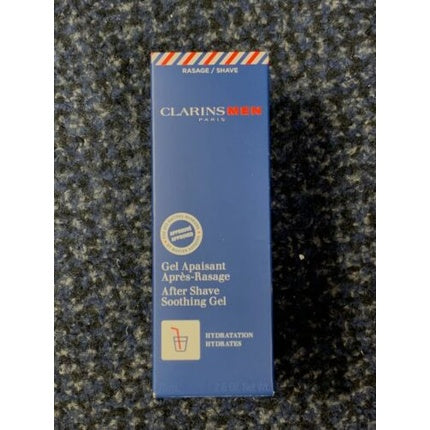 RASAGE / SHAVE
CLARINSMEN
PARIS
Gel Apaisant
Après-Rasage
After Shave
Soothing Gel
HYDRATATION
HYDRATES